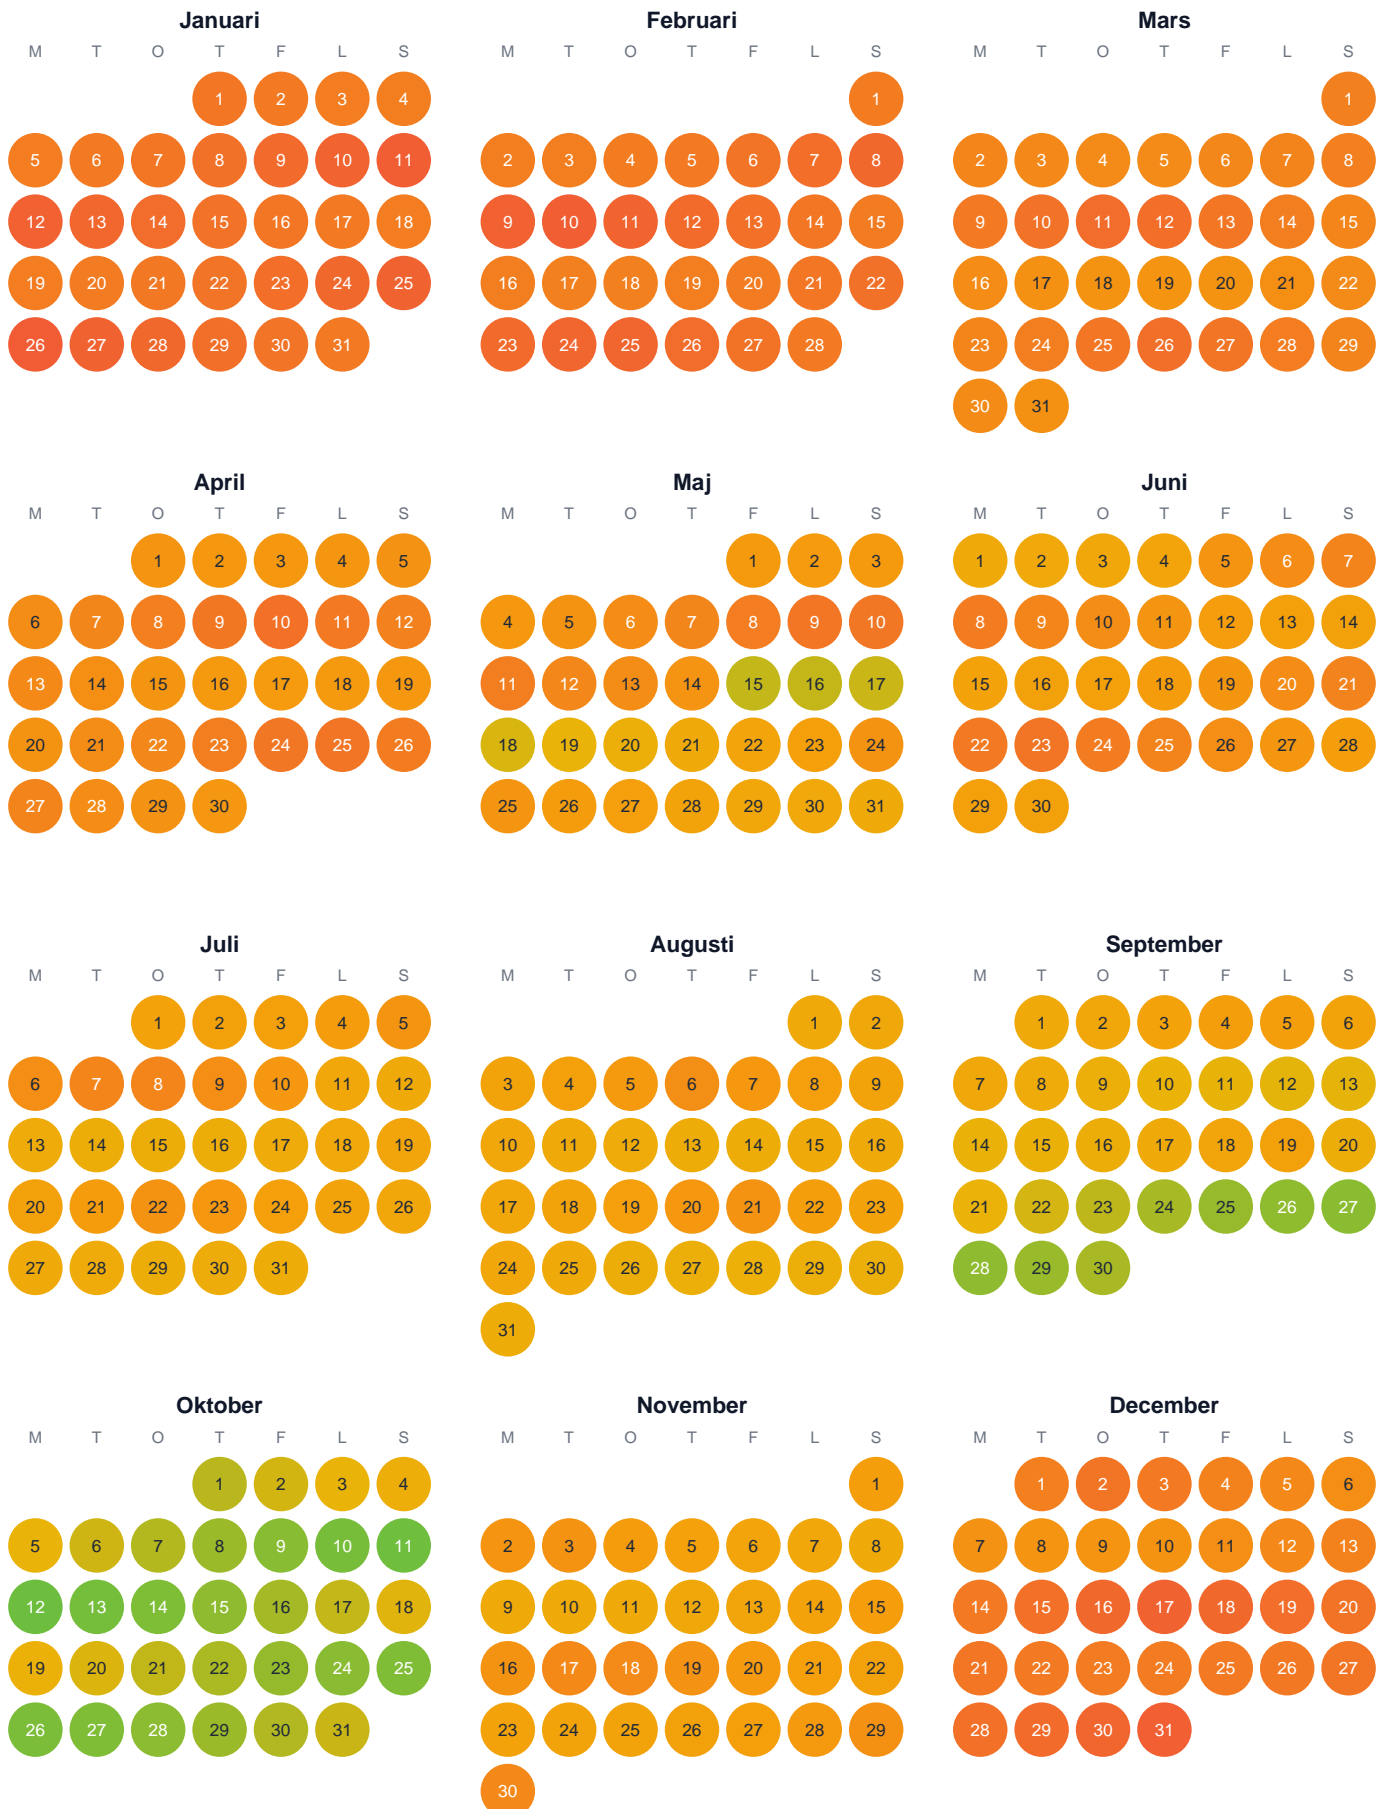 Januari Februari Mars
M T O T F L S M T O T F L S M T O T F L S
1 2 3 4 1 1
5 6 7 8 9 10 11 2 3 4 5 6 7 8 2 3 4 5 6 7 8
12 13 14 15 16 17 18 9 10 11 12 13 14 15 9 10 11 12 13 14 15
19 20 21 22 23 24 25 16 17 18 19 20 21 22 16 17 18 19 20 21 22
26 27 28 29 30 31 23 24 25 26 27 28 23 24 25 26 27 28 29
30 31
April Maj Juni
M T O T F L S M T O T F L S M T O T F L S
1 2 3 4 5 1 2 3 1 2 3 4 5 6 7
6 7 8 9 10 11 12 4 5 6 7 8 9 10 8 9 10 11 12 13 14
13 14 15 16 17 18 19 11 12 13 14 15 16 17 15 16 17 18 19 20 21
20 21 22 23 24 25 26 18 19 20 21 22 23 24 22 23 24 25 26 27 28
27 28 29 30 25 26 27 28 29 30 31 29 30
Juli Augusti September
M T O T F L S M T O T F L S M T O T F L S
1 2 3 4 5 1 2 1 2 3 4 5 6
6 7 8 9 10 11 12 3 4 5 6 7 8 9 7 8 9 10 11 12 13
13 14 15 16 17 18 19 10 11 12 13 14 15 16 14 15 16 17 18 19 20
20 21 22 23 24 25 26 17 18 19 20 21 22 23 21 22 23 24 25 26 27
27 28 29 30 31 24 25 26 27 28 29 30 28 29 30
31
Oktober November December
M T O T F L S M T O T F L S M T O T F L S
1 2 3 4 1 1 2 3 4 5 6
5 6 7 8 9 10 11 2 3 4 5 6 7 8 7 8 9 10 11 12 13
12 13 14 15 16 17 18 9 10 11 12 13 14 15 14 15 16 17 18 19 20
19 20 21 22 23 24 25 16 17 18 19 20 21 22 21 22 23 24 25 26 27
26 27 28 29 30 31 23 24 25 26 27 28 29 28 29 30 31
30